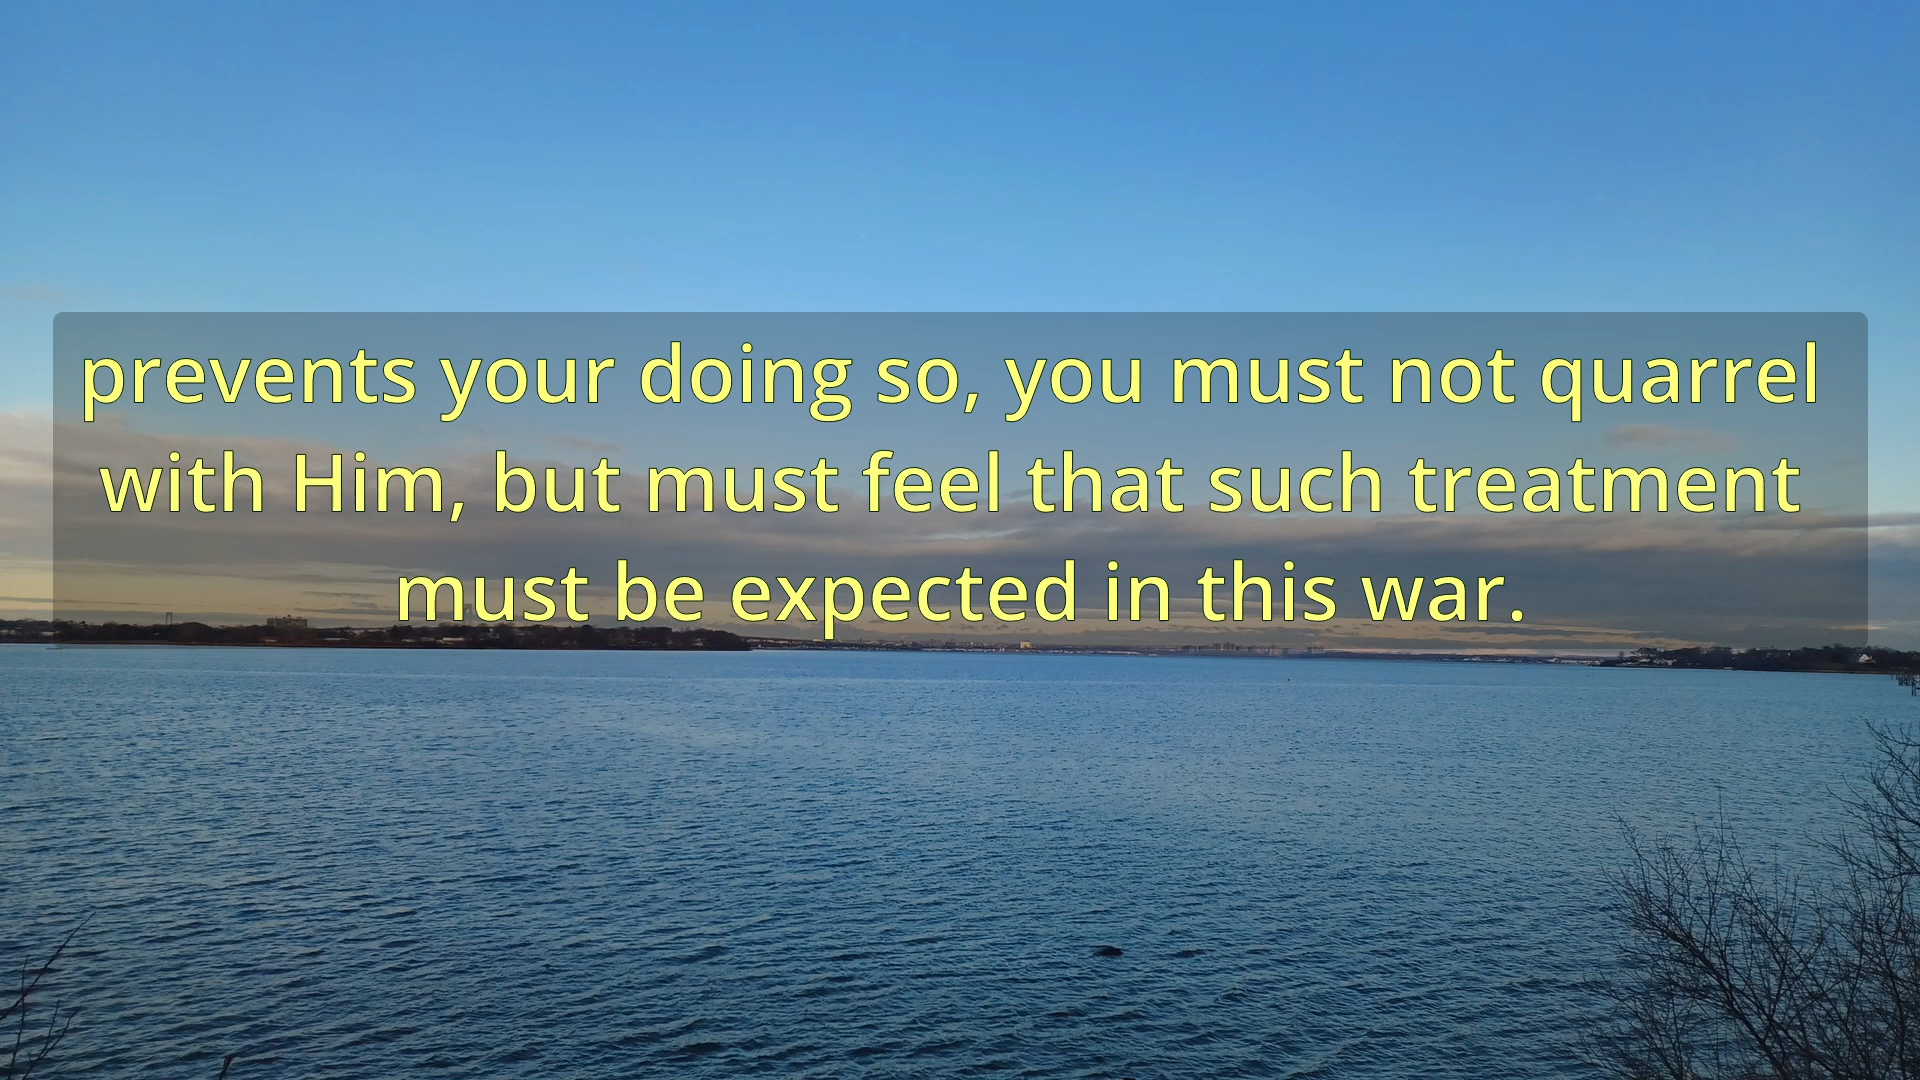 prevents your doing so, you must not quarrel
with Him, but must feel that such treatment
must be expected in this war.